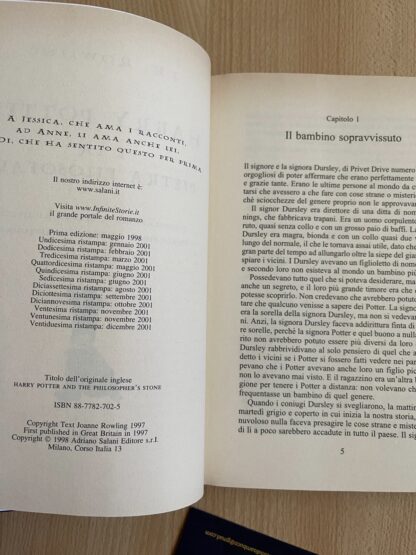 A JESSICA, CHE AMA I RACCONTI,
AD ANNE, LI AMA ANCHE LEI,
DI, CHE HA SENTITO QUESTO PER PRIMA
Il nostro indirizzo internet è:
www.salani.it
Visita www.InfiniteStorie.it
il grande portale del romanzo
Prima edizione: maggio 1998
Undicesima ristampa: gennaio 2001
Dodicesima ristampa: febbraio 2001
Tredicesima ristampa: marzo 2001
Quattordicesima ristampa: maggio 2001
Quindicesima ristampa: giugno 2001
Sedicesima ristampa: giugno 2001
Diciassettesima ristampa: agosto 2001
Diciottesima ristampa: settembre 2001
Diciannovesima ristampa: ottobre 2001
Ventesima ristampa: novembre 2001
Ventunesima ristampa: novembre 2001
Ventiduesima ristampa: dicembre 2001
Titolo dell'originale inglese
HARRY POTTER AND THE PHILOSOPHER'S STONE
ISBN 88-7782-702-5
Copyright Text Joanne Rowling 1997
First published in Great Britain in 1997
Copyright © 1998 Adriano Salani Editore s.r.l.
Milano, Corso Italia 13
Capitolo 1
Il bambino sopravvissuto
Il signore e la signora Dursley, di Privet Drive numero
orgogliosi di poter affermare che erano perfettamente
e grazie tante. Erano le ultime persone al mondo da c
tarsi che avessero a che fare con cose strane o misteri
ché sciocchezze del genere proprio non le approvava
Il signor Dursley era direttore di una ditta di nom
nings, che fabbricava trapani. Era un uomo corpulento
ruto, quasi senza collo e con un grosso paio di baffi. La
Dursley era magra, bionda e con un collo quasi due v
lungo del normale, il che le tornava assai utile, dato che
gran parte del tempo ad allungarlo oltre la siepe del gia
spiare i vicini. I Dursley avevano un figlioletto di nome
e secondo loro non esisteva al mondo un bambino più
Possedevano tutto quel che si poteva desiderare, ma
anche un segreto, e il loro più grande timore era che
potesse scoprirlo. Non credevano che avrebbero potuto
tare che qualcuno venisse a sapere dei Potter. La signora
era la sorella della signora Dursley, ma non si vedevano
ni. Anzi, la signora Dursley faceva addirittura finta di
re sorelle, perché la signora Potter e quel buono a null
rito non avrebbero potuto essere più diversi da loro
Dursley rabbrividivano al solo pensiero di quel che a
detto i vicini se i Potter si fossero fatti vedere nei par
pevano che i Potter avevano anche loro un figlio picc
non lo avevano mai visto. E il ragazzino era un'altra b
gione per tenere i Potter a distanza: non volevano ch
frequentasse un bambino di quel genere.
Quando i coniugi Dursley si svegliarono, la mattin
martedì grigio e coperto in cui inizia la nostra storia,
nuvoloso nulla faceva presagire le cose strane e mister
di lì a poco sarebbero accadute in tutto il paese. Il sig
5